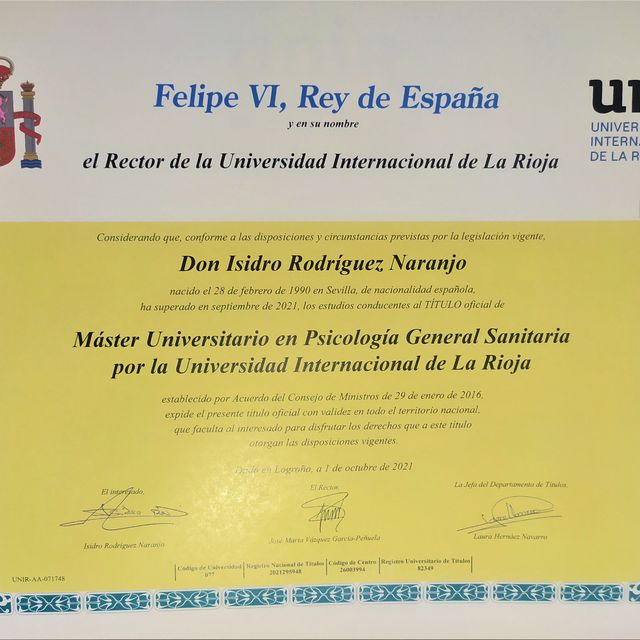 Felipe VI, Rey de España
y en su nombre
el Rector de la Universidad Internacional de La Rioja
un
UNIVER
INTERN
DE LA R
Considerando que, conforme a las disposiciones y circunstancias previstas por la legislación vigente,
Don Isidro Rodríguez Naranjo
nacido el 28 de febrero de 1990 en Sevilla, de nacionalidad española,
ha superado en septiembre de 2021, los estudios conducentes al TÍTULO oficial de
Máster Universitario en Psicología General Sanitaria
por la Universidad Internacional de La Rioja
establecido por Acuerdo del Consejo de Ministros de 29 de enero de 2016,
expide el presente título oficial con validez en todo el territorio nacional,
que faculta al interesado para disfrutar los derechos que a este título
otorgan las disposiciones vigentes.
Dado en Logroño, a 1 de octubre de 2021
El interesado, El Rector, La Jefa del Departamento de Títulos,
Isidro Rodríguez Naranjo José María Vázquez García-Peñuela Laura Hernáez Navarro
Código de Universidad Registro Nacional de Títulos Código de Centro Registro Universitario de Títulos
077 2021295948 26003994 82349
UNIR-AA-071748